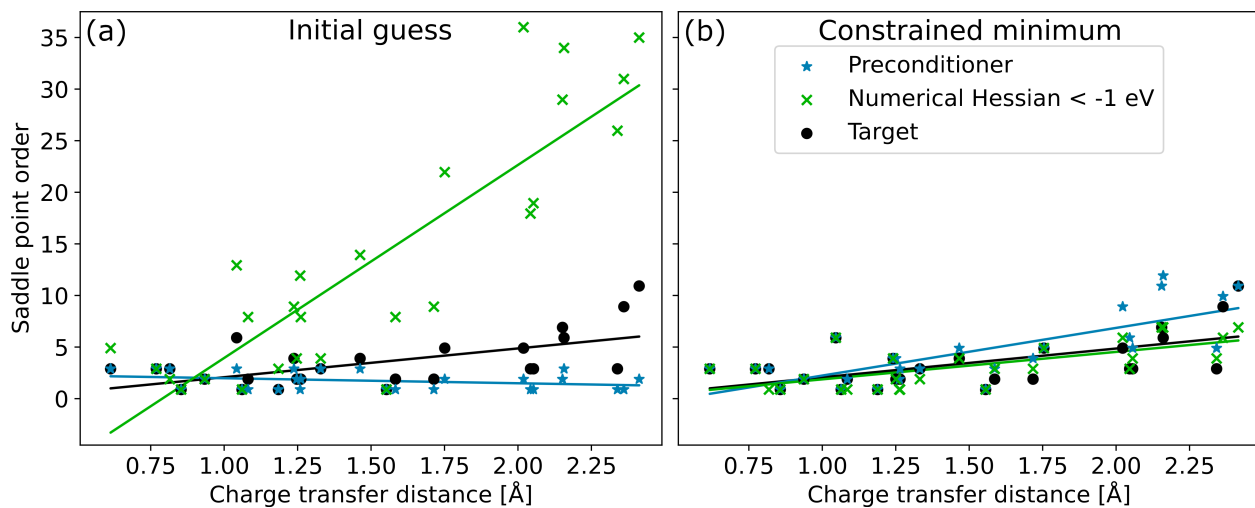 (a) Initial guess
35
30
25
20
15
10
5
0
Saddle point order
0.75 1.00 1.25 1.50 1.75 2.00 2.25
Charge transfer distance [Å]
(b) Constrained minimum
Preconditioner
Numerical Hessian < -1 eV
Target
0.75 1.00 1.25 1.50 1.75 2.00 2.25
Charge transfer distance [Å]